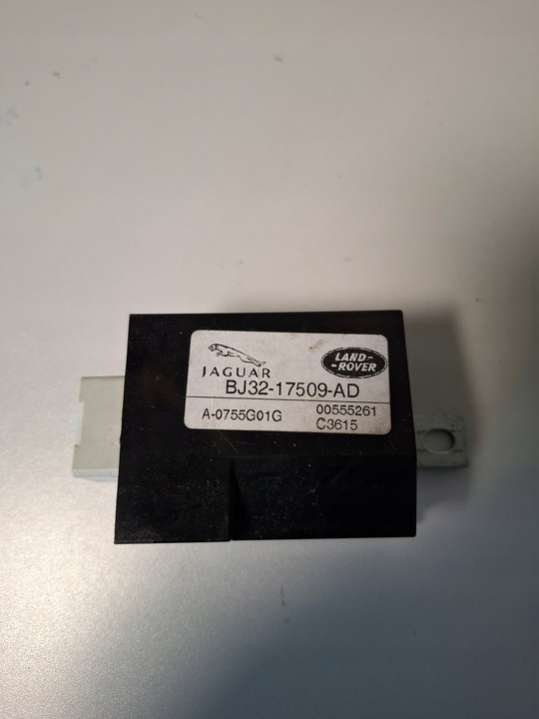 JAGUAR
LAND-
ROVER
BJ32-17509-AD
A-0755G01G
00555261
C3615